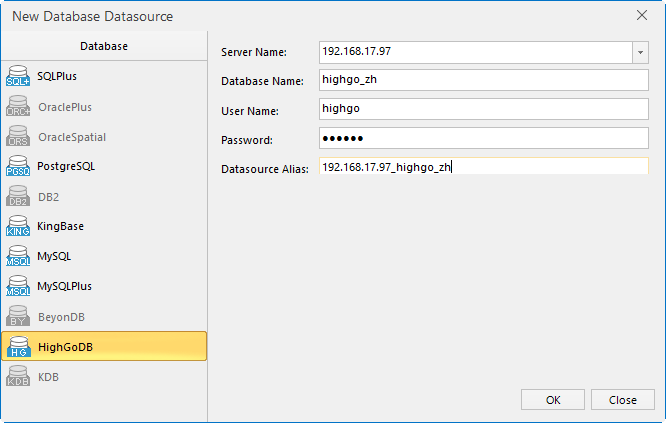 New Database Datasource
Database
SQL+ SQLPlus
ORC+ OraclePlus
ORS OracleSpatial
PGSQ PostgreSQL
DB2 DB2
KING KingBase
MSQL MySQL
MSQL MySQLPlus
BY BeyonDB
HG HighGoDB
KDB KDB
Server Name: 192.168.17.97
Database Name: highgo_zh
User Name: highgo
Password: ●●●●●●
Datasource Alias: 192.168.17.97_highgo_zh
OK Close